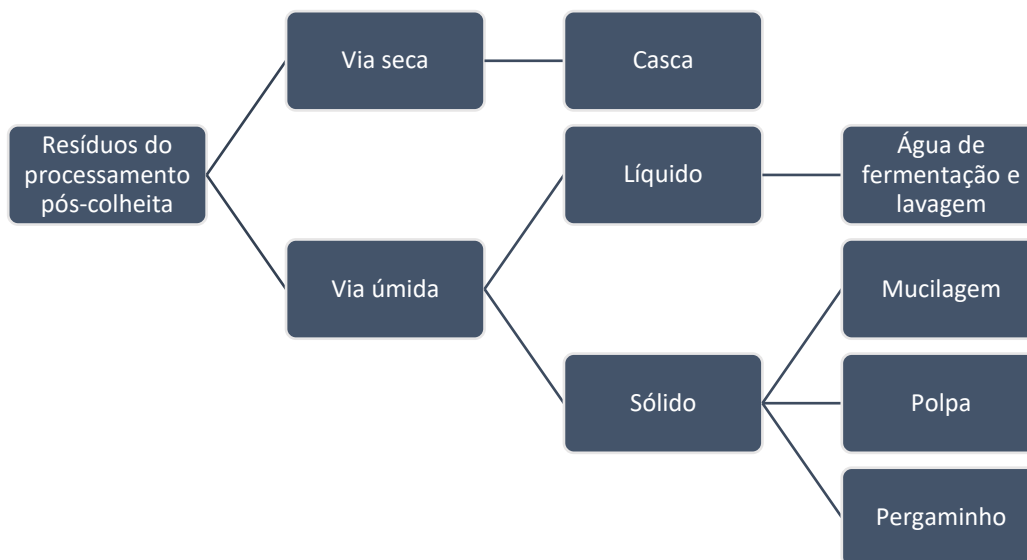 Via seca
Casca
Resíduos do
processamento
pós-colheita
Líquido
Água de
fermentação e
lavagem
Via úmida
Mucilagem
Sólido
Polpa
Pergaminho